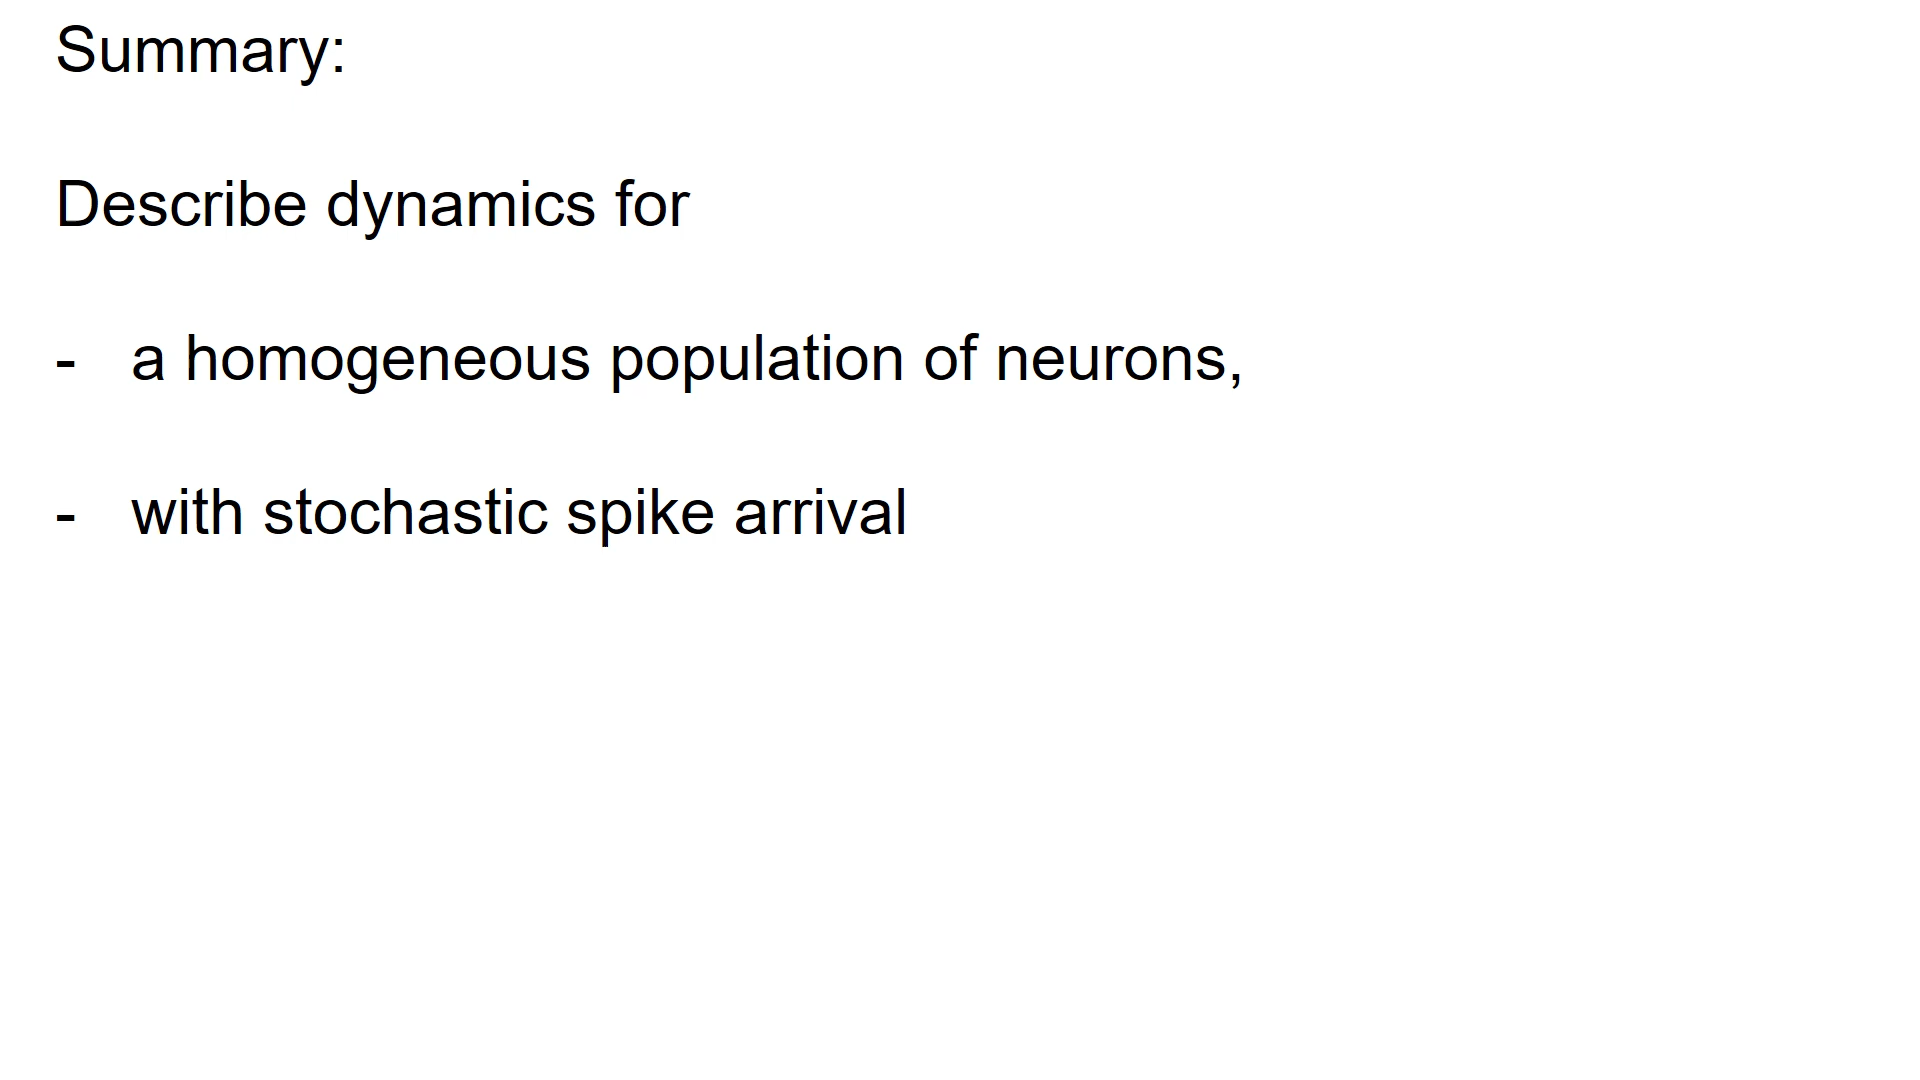 Summary:
Describe dynamics for
- a homogeneous population of neurons,
- with stochastic spike arrival